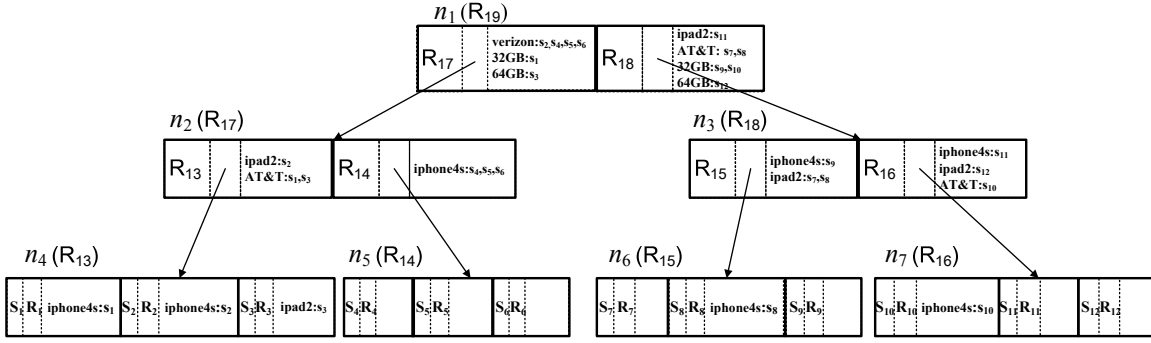 n₁ (R₁₉)
R₁₇
verizon:s₂,s₄,s₅,s₆
32GB:s₁
64GB:s₃
R₁₈
ipad2:s₁₁
AT&T: s₇,s₈
32GB:s₉,s₁₀
64GB:s₁₂
n₂ (R₁₇)
R₁₃
ipad2:s₂
AT&T:s₁,s₃
R₁₄
iphone4s:s₄,s₅,s₆
n₃ (R₁₈)
R₁₅
iphone4s:s₉
ipad2:s₇,s₈
R₁₆
iphone4s:s₁₁
ipad2:s₁₂
AT&T:s₁₀
n₄ (R₁₃)
S₁ R₁ iphone4s:s₁ S₂ R₂ iphone4s:s₂ S₃ R₃ ipad2:s₃
n₅ (R₁₄)
S₄ R₄ S₅ R₅ S₆ R₆
n₆ (R₁₅)
S₇ R₇ S₈ R₈ iphone4s:s₈ S₉ R₉
n₇ (R₁₆)
S₁₀ R₁₀ iphone4s:s₁₀ S₁₁ R₁₁ S₁₂ R₁₂